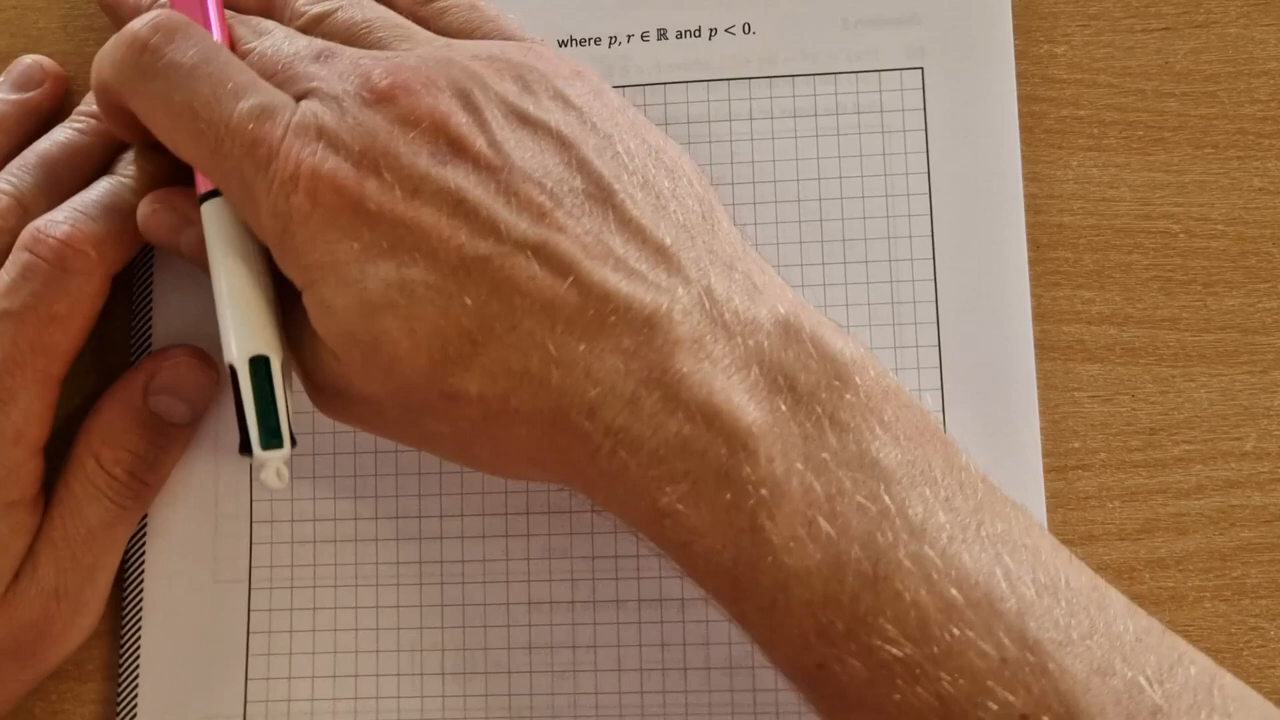 where p, r ∈ ℝ and p < 0.